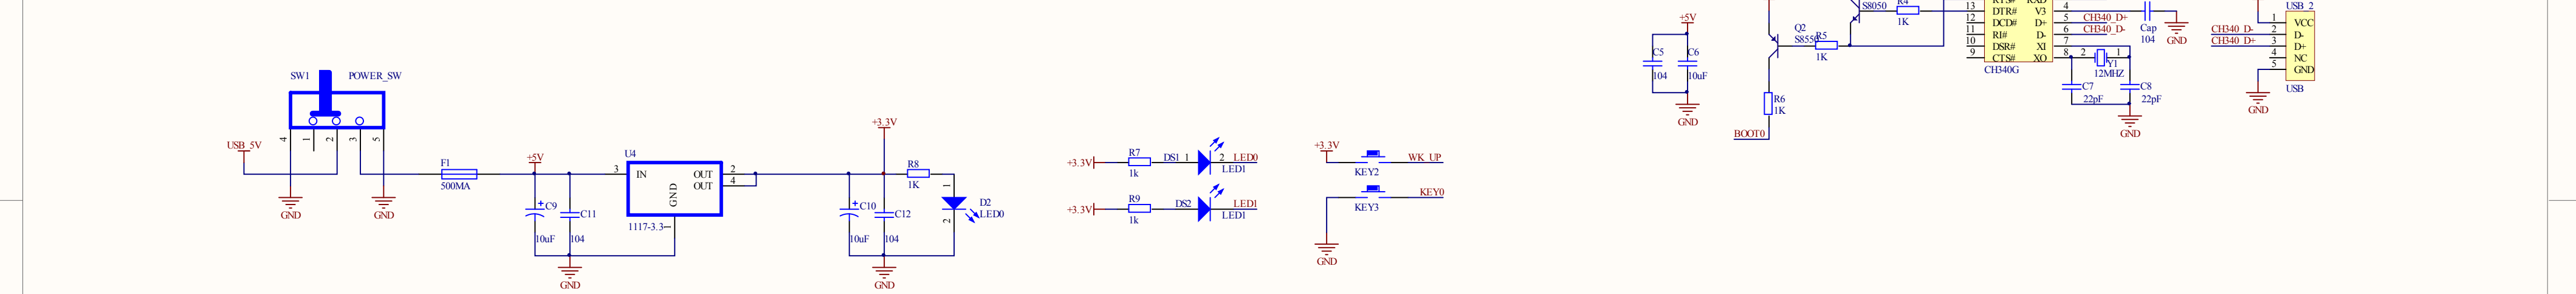 SW1
POWER_SW
4
1
2
3
5
USB_5V
GND
GND
F1
500MA
+5V
C9
10uF
C11
104
GND
U4
3
IN
GND
OUT
OUT
2
4
1117-3.3
1
+3.3V
C10
10uF
C12
104
R8
1K
1
2
D2
LED0
GND
+3.3V
R7
1k
DS1
1
2
LED0
LED1
+3.3V
R9
1k
DS2
LED1
LED1
+3.3V
KEY2
WK_UP
KEY3
KEY0
GND
+5V
C5
104
C6
10uF
GND
Q2
S8550
R5
1K
R6
1K
BOOT0
S8050
R4
1K
13
12
11
10
9
DTR#
DCD#
RI#
DSR#
CTS#
V3
D+
D-
XI
XO
4
5
6
7
8
CH340G
CH340_D+
CH340_D-
Cap
104
GND
2
1
Y1
12MHZ
C7
22pF
C8
22pF
GND
USB_2
CH340_D-
CH340_D+
1
2
3
4
5
VCC
D-
D+
NC
GND
USB
GND